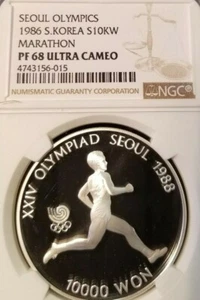 SEOUL OLYMPICS
1986 S.KOREA S10KW
MARATHON
PF 68 ULTRA CAMEO
4743156-015
NGC
NUMISMATIC GUARANTY CORPORATION
XXIV OLYMPIAD SEOUL 1988
10000 WON